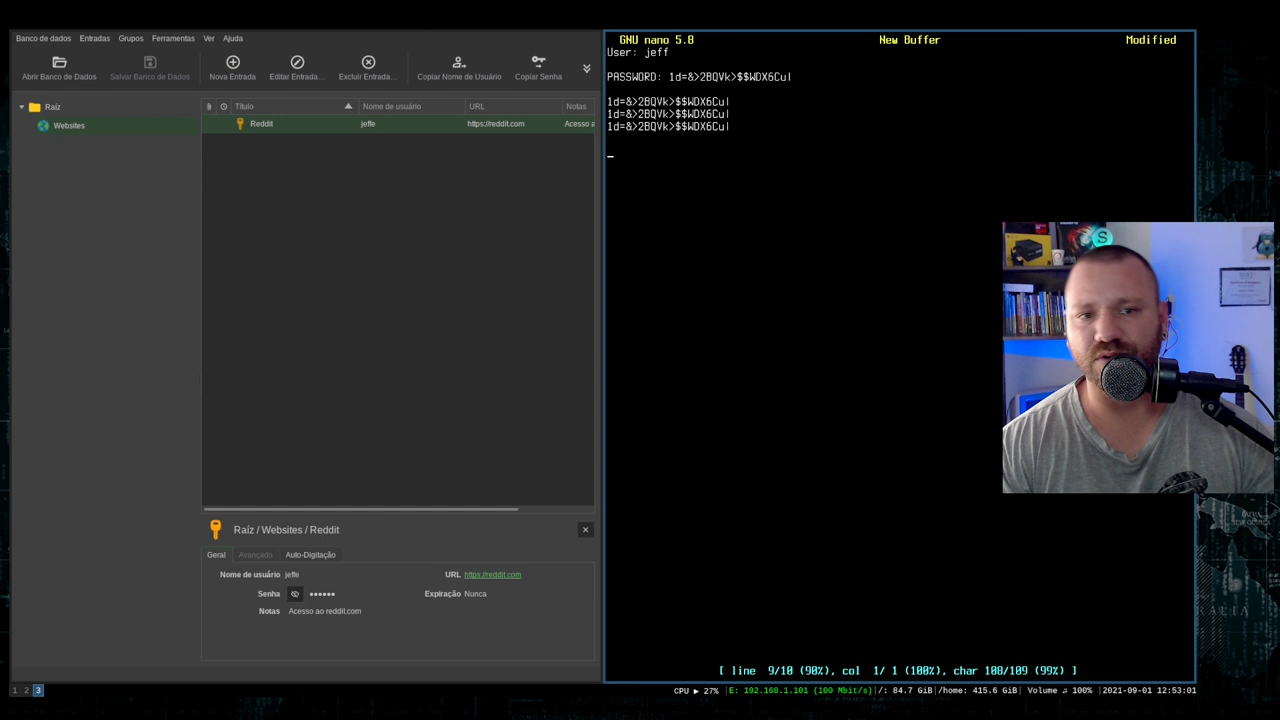 Banco de dados Entradas Grupos Ferramentas Ver Ajuda
Abrir Banco de Dados Salvar Banco de Dados Nova Entrada Editar Entrada… Excluir Entrada… Copiar Nome de Usuário Copiar Senha
Raíz
Websites
Título Nome de usuário URL Notas
Reddit jeffe https://reddit.com Acesso a
Raíz / Websites / Reddit
Geral Avançado Auto-Digitação
Nome de usuário jeffe URL https://reddit.com
Senha •••••• Expiração Nunca
Notas Acesso ao reddit.com
GNU nano 5.8 New Buffer Modified
User: jeff
PASSWORD: 1d=&>2BQVk>$$WDX6Cu|
1d=&>2BQVk>$$WDX6Cu|
1d=&>2BQVk>$$WDX6Cu|
1d=&>2BQVk>$$WDX6Cu|
[ line 9/10 (90%), col 1/ 1 (100%), char 108/109 (99%) ]
S
1 2 3
CPU ▶ 27% |E: 192.168.1.101 (100 Mbit/s)|/: 84.7 GiB|/home: 415.6 GiB| Volume ♫ 100% |2021-09-01 12:53:01